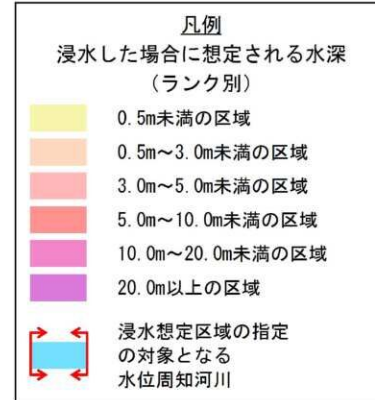 凡例
浸水した場合に想定される水深
（ランク別）
0.5m未満の区域
0.5m～3.0m未満の区域
3.0m～5.0m未満の区域
5.0m～10.0m未満の区域
10.0m～20.0m未満の区域
20.0m以上の区域
浸水想定区域の指定
の対象となる
水位周知河川